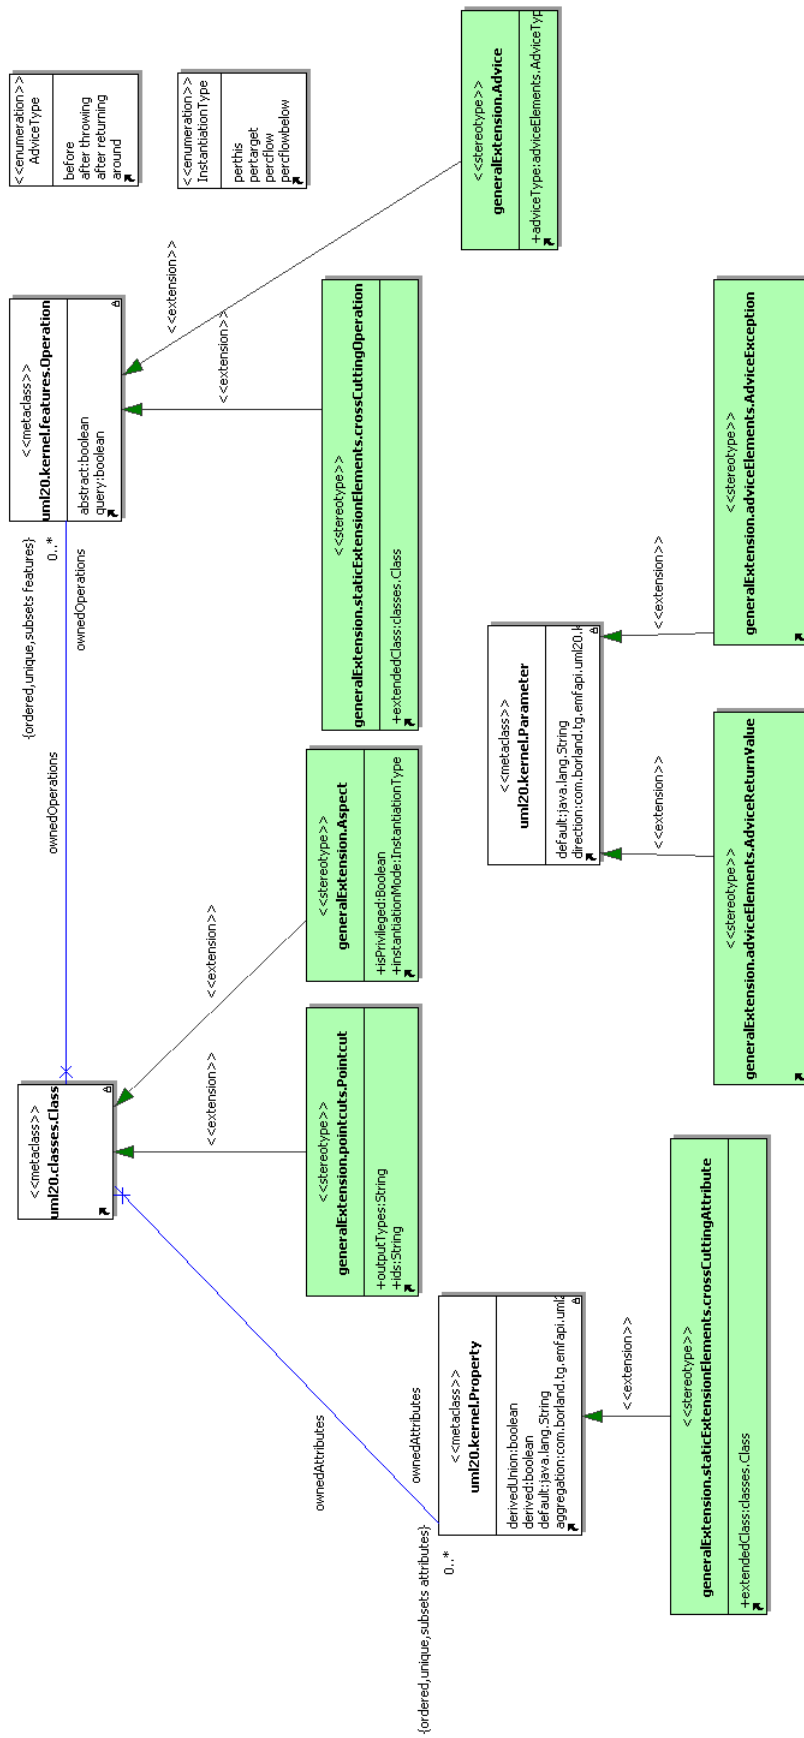 <<enumeration>>
AdviceType
before
after throwing
after returning
around
<<enumeration>>
InstantiationType
perthis
pertarget
percflow
percflowbelow
<<metaclass>>
uml20.classes.Class
<<metaclass>>
uml20.kernel.features.Operation
abstract:boolean
query:boolean
{ordered,unique,subsets features}
0..*
ownedOperations
ownedOperations
<<extension>>
<<extension>>
<<extension>>
<<extension>>
<<stereotype>>
generalExtension.pointcuts.Pointcut
+outputTypes:String
+ids:String
<<stereotype>>
generalExtension.Aspect
+isPrivileged:Boolean
+instantiationMode:InstantiationType
<<stereotype>>
generalExtension.staticExtensionElements.crossCuttingOperation
+extendedClass:classes.Class
<<stereotype>>
generalExtension.Advice
+adviceType:adviceElements.AdviceTyp
ownedAttributes
ownedAttributes
{ordered,unique,subsets attributes}
0..*
<<metaclass>>
uml20.kernel.Property
derivedUnion:boolean
derived:boolean
default:java.lang.String
aggregation:com.borland.tg.emfapi.uml2
<<metaclass>>
uml20.kernel.Parameter
default:java.lang.String
direction:com.borland.tg.emfapi.uml20.k
<<extension>>
<<extension>>
<<extension>>
<<stereotype>>
generalExtension.staticExtensionElements.crossCuttingAttribute
+extendedClass:classes.Class
<<stereotype>>
generalExtension.adviceElements.AdviceReturnValue
<<stereotype>>
generalExtension.adviceElements.AdviceException